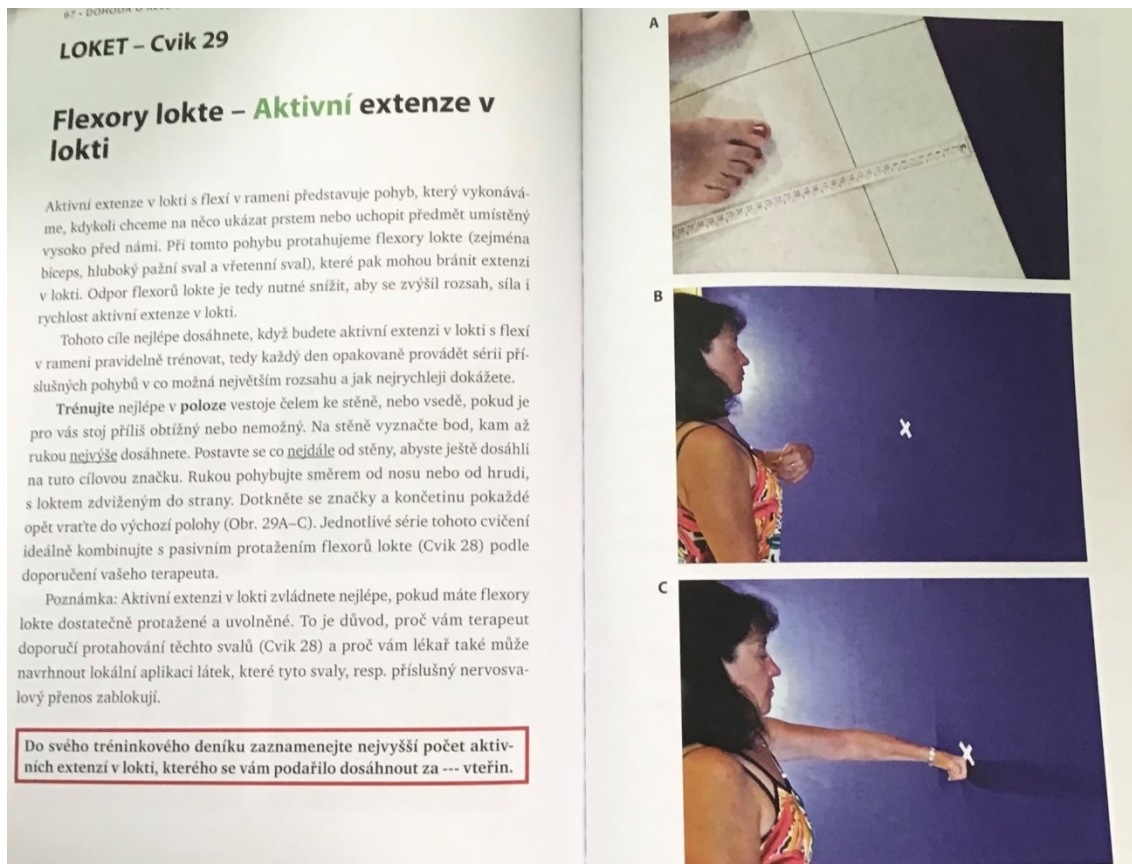 67 • DOHODA O
LOKET – Cvik 29
Flexory lokte – Aktivní extenze v
lokti
Aktivní extenze v lokti s flexí v rameni představuje pohyb, který vykonává-
me, kdykoli chceme na něco ukázat prstem nebo uchopit předmět umístěný
vysoko před námi. Při tomto pohybu protahujeme flexory lokte (zejména
biceps, hluboký pažní sval a vřetenní sval), které pak mohou bránit extenzi
v lokti. Odpor flexorů lokte je tedy nutné snížit, aby se zvýšil rozsah, síla i
rychlost aktivní extenze v lokti.
Tohoto cíle nejlépe dosáhnete, když budete aktivní extenzi v lokti s flexí
v rameni pravidelně trénovat, tedy každý den opakovaně provádět sérii pří-
slušných pohybů v co možná největším rozsahu a jak nejrychleji dokážete.
Trénujte nejlépe v poloze vestoje čelem ke stěně, nebo vsedě, pokud je
pro vás stoj příliš obtížný nebo nemožný. Na stěně vyznačte bod, kam až
rukou nejvýše dosáhnete. Postavte se co nejdále od stěny, abyste ještě dosáhli
na tuto cílovou značku. Rukou pohybujte směrem od nosu nebo od hrudi,
s loktem zdviženým do strany. Dotkněte se značky a končetinu pokaždé
opět vraťte do výchozí polohy (Obr. 29A–C). Jednotlivé série tohoto cvičení
ideálně kombinujte s pasivním protažením flexorů lokte (Cvik 28) podle
doporučení vašeho terapeuta.
Poznámka: Aktivní extenzi v lokti zvládnete nejlépe, pokud máte flexory
lokte dostatečně protažené a uvolněné. To je důvod, proč vám terapeut
doporučí protahování těchto svalů (Cvik 28) a proč vám lékař také může
navrhnout lokální aplikaci látek, které tyto svaly, resp. příslušný nervosva-
lový přenos zablokují.
Do svého tréninkového deníku zaznamenejte nejvyšší počet aktiv-
ních extenzí v lokti, kterého se vám podařilo dosáhnout za --- vteřin.
A
B
C